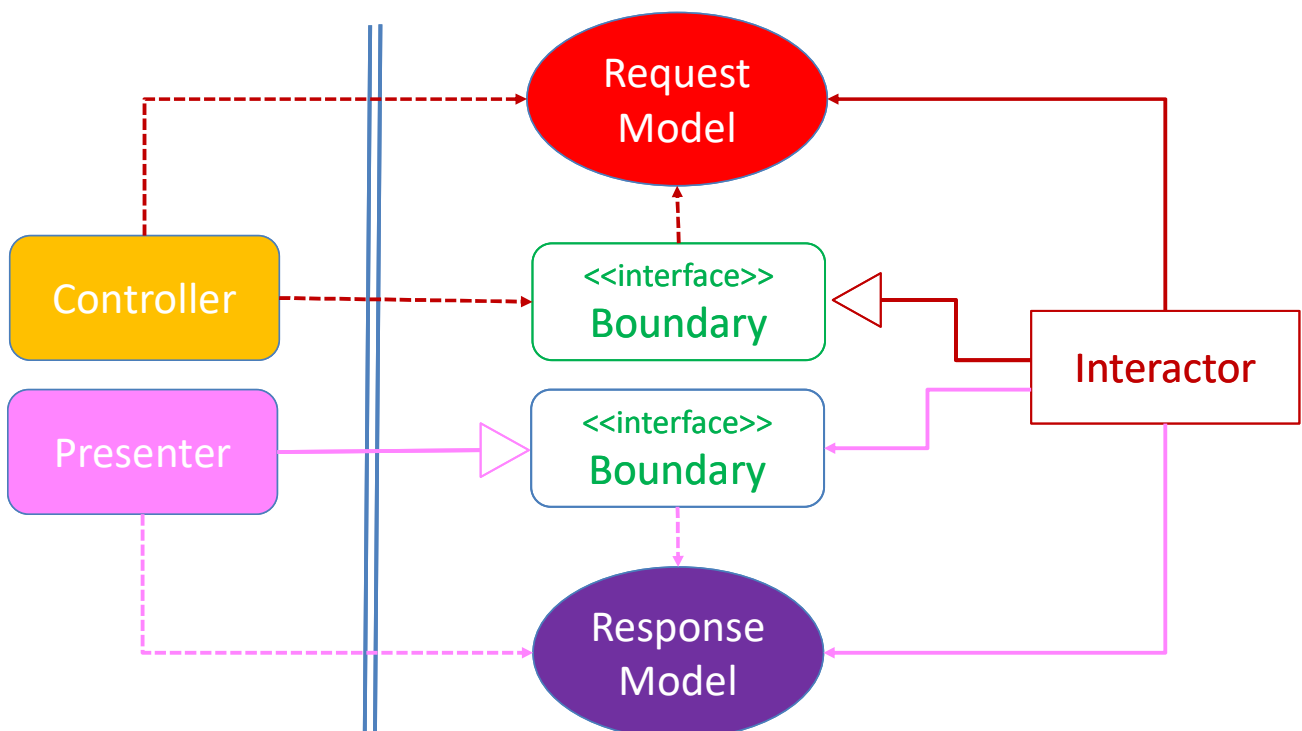 Request
Model
Controller
<<interface>>
Boundary
Interactor
Presenter
<<interface>>
Boundary
Response
Model